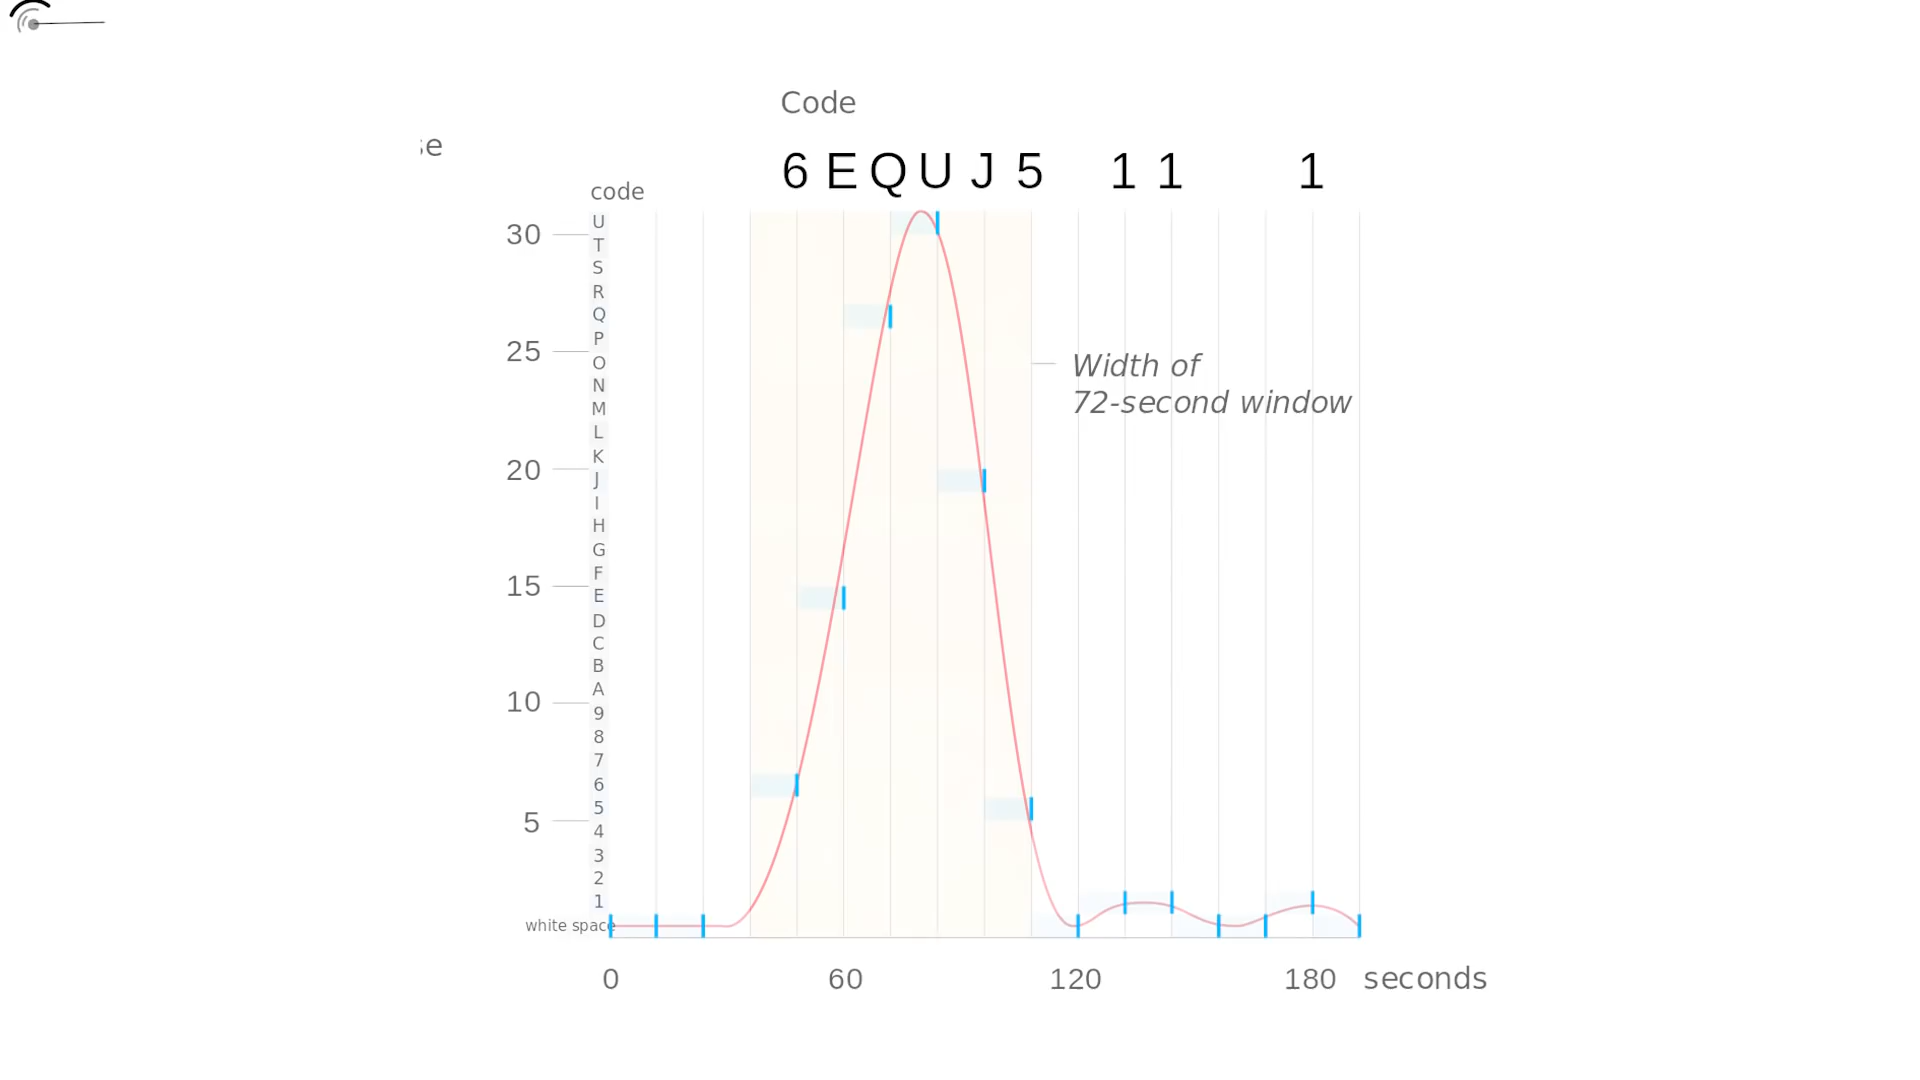 Code
6 E Q U J 5 1 1 1
code
30
25
20
15
10
5
U
T
S
R
Q
P
O
N
M
L
K
J
I
H
G
F
E
D
C
B
A
9
8
7
6
5
4
3
2
1
white space
Width of
72-second window
0 60 120 180 seconds